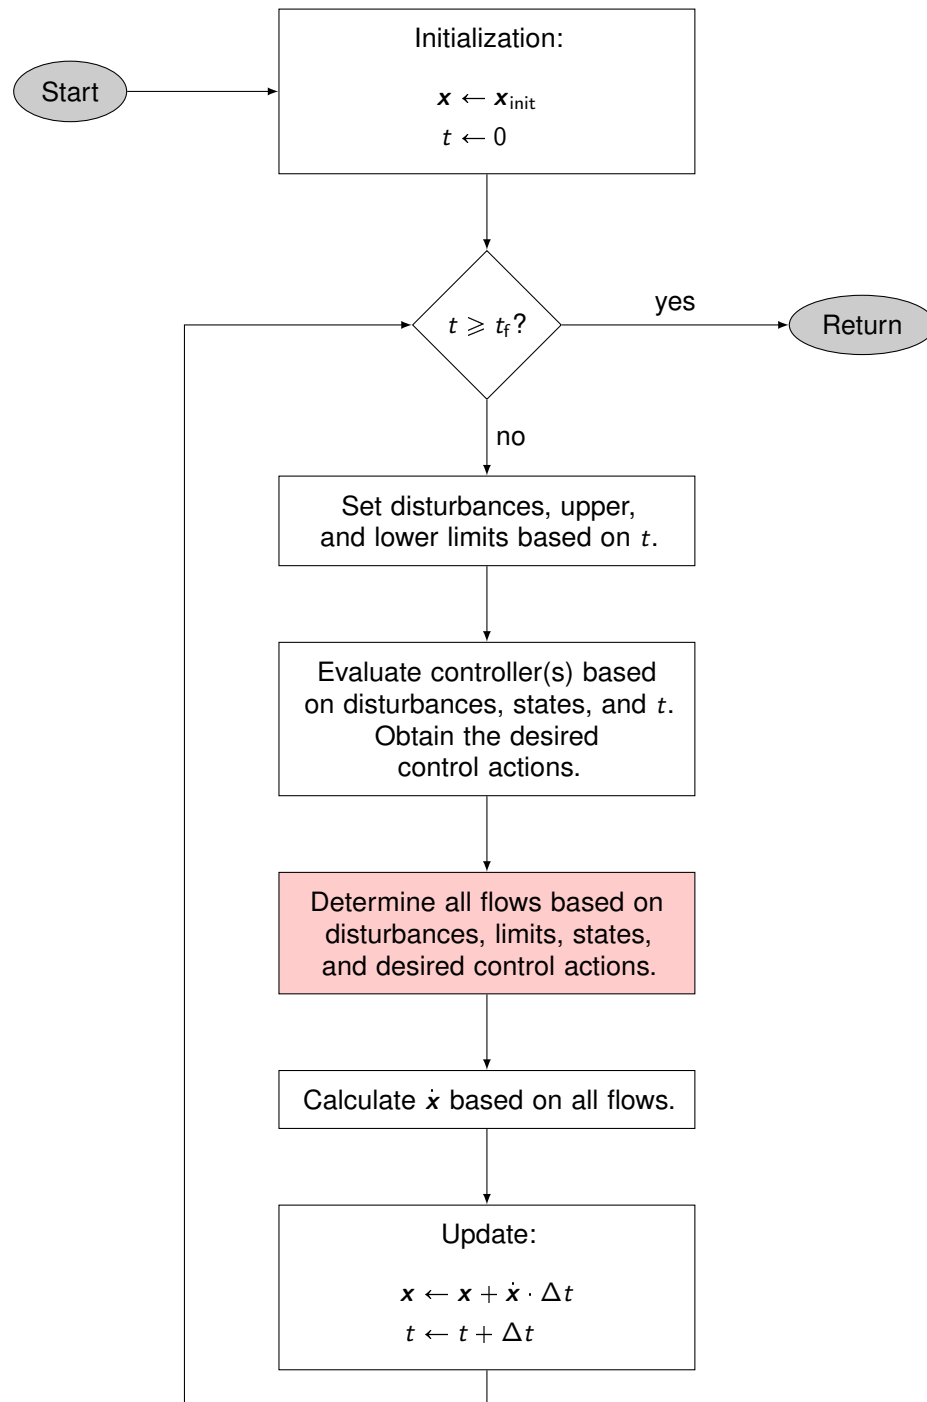 Initialization:
Start
x ← x_init
t ← 0
yes
t ⩾ t_f?
Return
no
Set disturbances, upper,
and lower limits based on t.
Evaluate controller(s) based
on disturbances, states, and t.
Obtain the desired
control actions.
Determine all flows based on
disturbances, limits, states,
and desired control actions.
Calculate ẋ based on all flows.
Update:
x ← x + ẋ · Δt
t ← t + Δt